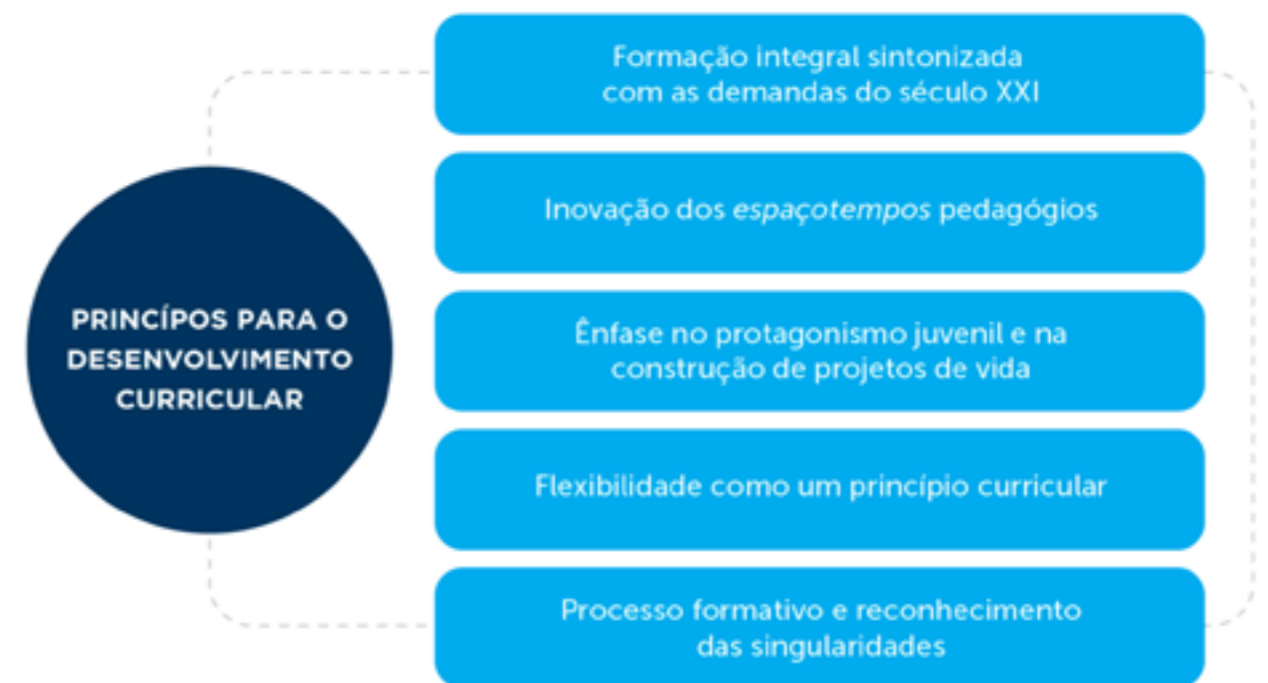 Formação integral sintonizada
com as demandas do século XXI
Inovação dos espaçotempos pedagógios
PRINCÍPOS PARA O
DESENVOLVIMENTO
CURRICULAR
Ênfase no protagonismo juvenil e na
construção de projetos de vida
Flexibilidade como um princípio curricular
Processo formativo e reconhecimento
das singularidades